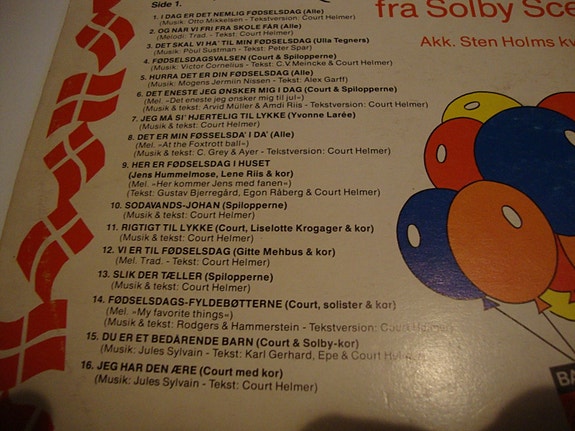 Side 1.
fra Solby Sce
Akk. Sten Holms kv
1. I DAG ER DET NEMLIG FØDSELSDAG (Alle)
(Musik: Otto Mikkelsen - Tekstversion: Court Helmer)
2. OG NÅR VI FRI FRA SKOLE FÅR (Alle)
(Melodi: Trad. - Tekst: Court Helmer)
3. DET SKAL VI HA' TIL MIN FØDSELSDAG (Ulla Tegners)
(Musik: Poul Sustman - Tekst: Peter Spar)
4. FØDSELSDAGSVALSEN (Court & Spilopperne)
(Musik: Victor Cornelius - Tekst: C.V. Meincke & Court Helmer)
5. HURRA DET ER DIN FØDSELSDAG (Alle)
(Musik: Mogens Jermiin Nissen - Tekst: Alex Garff)
6. DET ENESTE JEG ØNSKER MIG I DAG (Court & Spilopperne)
(Mel. »Det eneste jeg ønsker mig til jul«)
(Musik & tekst: Arvid Müller & Amdi Riis - Tekstversion: Court Helmer)
7. JEG MÅ SI' HJERTELIG TIL LYKKE (Yvonne Larée)
(Musik & tekst: Court Helmer)
8. DET ER MIN FØSSELSDA' I DA' (Alle)
(Mel. »At the Foxtrott ball«)
(Musik & tekst: C. Grey & Ayer - Tekstversion: Court Helmer)
9. HER ER FØDSELSDAG I HUSET
(Jens Hummelmose, Lene Riis & kor)
(Mel. »Her kommer Jens med fanen«)
(Tekst: Gustav Bjerregård, Egon Råberg & Court Helmer)
10. SODAVANDS-JOHAN (Spilopperne)
(Musik & tekst: Court Helmer)
11. RIGTIGT TIL LYKKE (Court, Liselotte Krogager & kor)
(Musik & tekst: Court Helmer)
12. VI ER TIL FØDSELSDAG (Gitte Mehbus & kor)
(Mel. Trad. - Tekst: Court Helmer)
13. SLIK DER TÆLLER (Spilopperne)
(Musik & tekst: Court Helmer)
14. FØDSELSDAGS-FYLDEBØTTERNE (Court, solister & kor)
(Mel. »My favorite things«)
(Musik & tekst: Rodgers & Hammerstein - Tekstversion: Court Helmer)
15. DU ER ET BEDÅRENDE BARN (Court & Solby-kor)
(Musik: Jules Sylvain - Tekst: Karl Gerhard, Epe & Court Helmer)
16. JEG HAR DEN ÆRE (Court med kor)
(Musik: Jules Sylvain - Tekst: Court Helmer)
BA